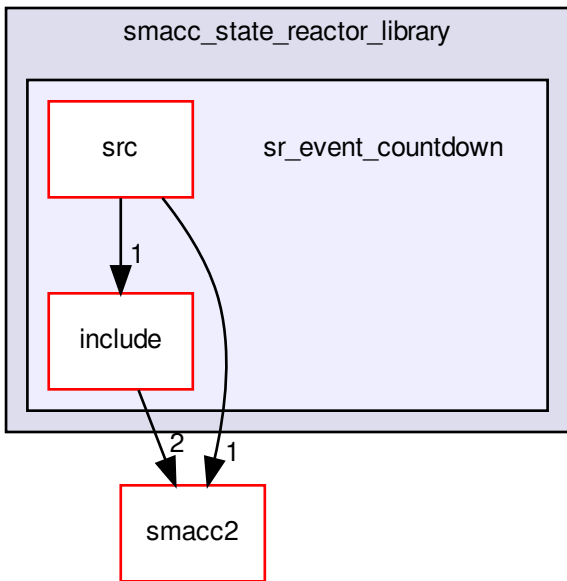 smacc_state_reactor_library
src
sr_event_countdown
1
include
2
1
smacc2